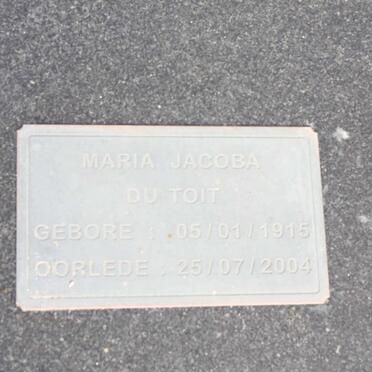 MARIA JACOBA
DU TOIT
GEBORE : 05/01/1915
OORLEDE : 25/07/2004